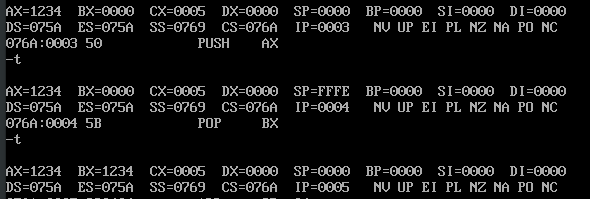 AX=1234 BX=0000 CX=0005 DX=0000 SP=0000 BP=0000 SI=0000 DI=0000
DS=075A ES=075A SS=0769 CS=076A IP=0003 NV UP EI PL NZ NA PO NC
076A:0003 50 PUSH AX
-t
AX=1234 BX=0000 CX=0005 DX=0000 SP=FFFE BP=0000 SI=0000 DI=0000
DS=075A ES=075A SS=0769 CS=076A IP=0004 NV UP EI PL NZ NA PO NC
076A:0004 5B POP BX
-t
AX=1234 BX=1234 CX=0005 DX=0000 SP=0000 BP=0000 SI=0000 DI=0000
DS=075A ES=075A SS=0769 CS=076A IP=0005 NV UP EI PL NZ NA PO NC